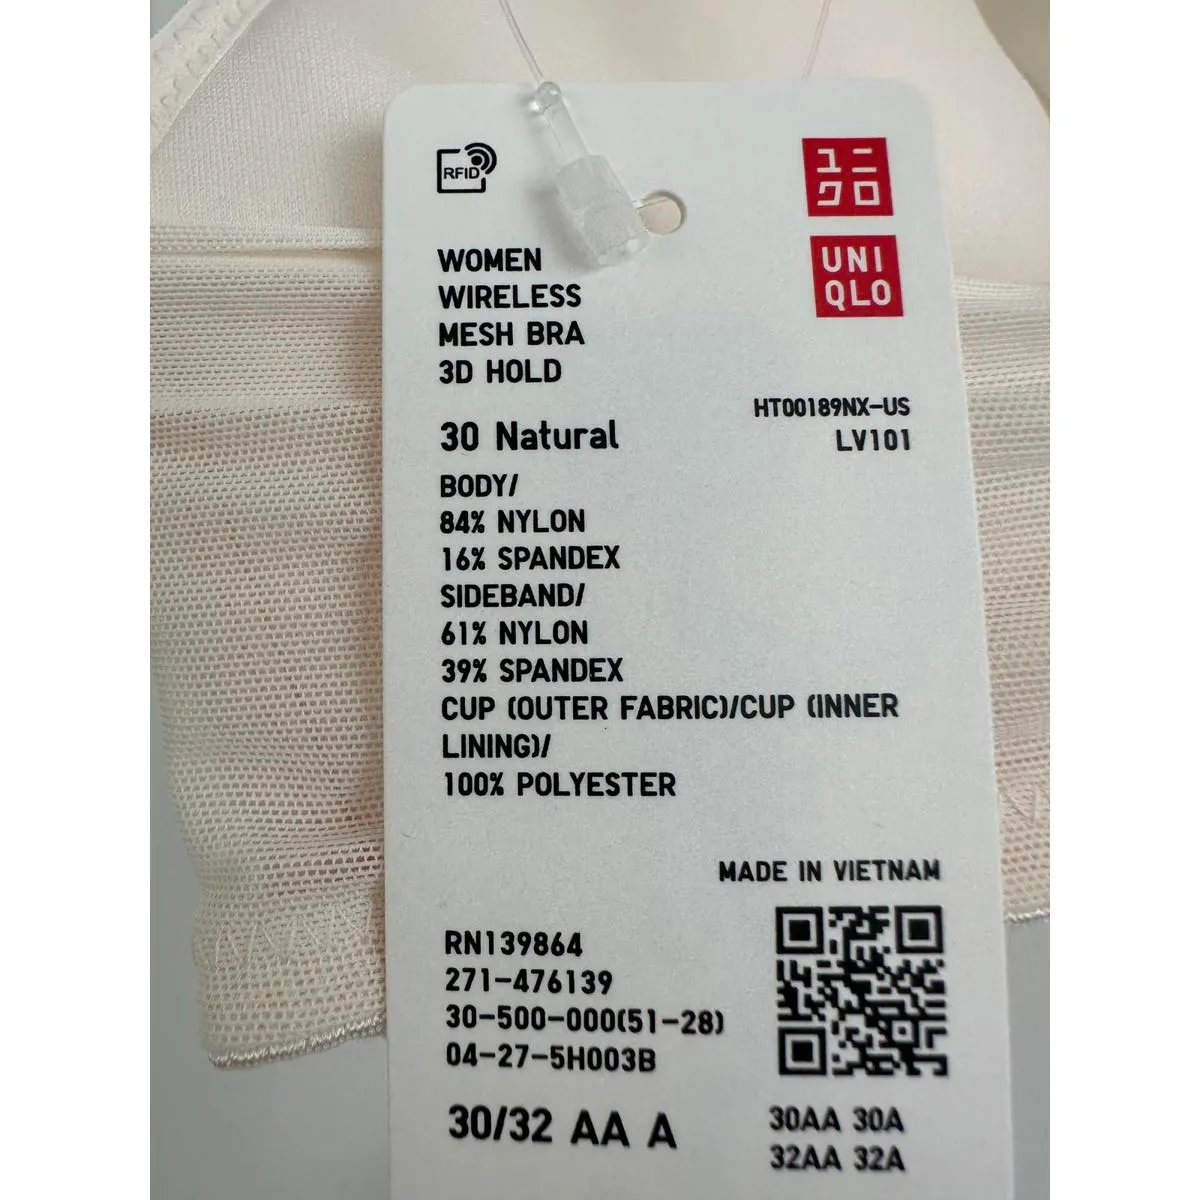 RFID
ユニ
クロ
UNI
QLO
WOMEN
WIRELESS
MESH BRA
3D HOLD
HT00189NX-US
LV101
30 Natural
BODY/
84% NYLON
16% SPANDEX
SIDEBAND/
61% NYLON
39% SPANDEX
CUP (OUTER FABRIC)/CUP (INNER
LINING)/
100% POLYESTER
MADE IN VIETNAM
RN139864
271-476139
30-500-000(51-28)
04-27-5H003B
30/32 AA A
30AA 30A
32AA 32A